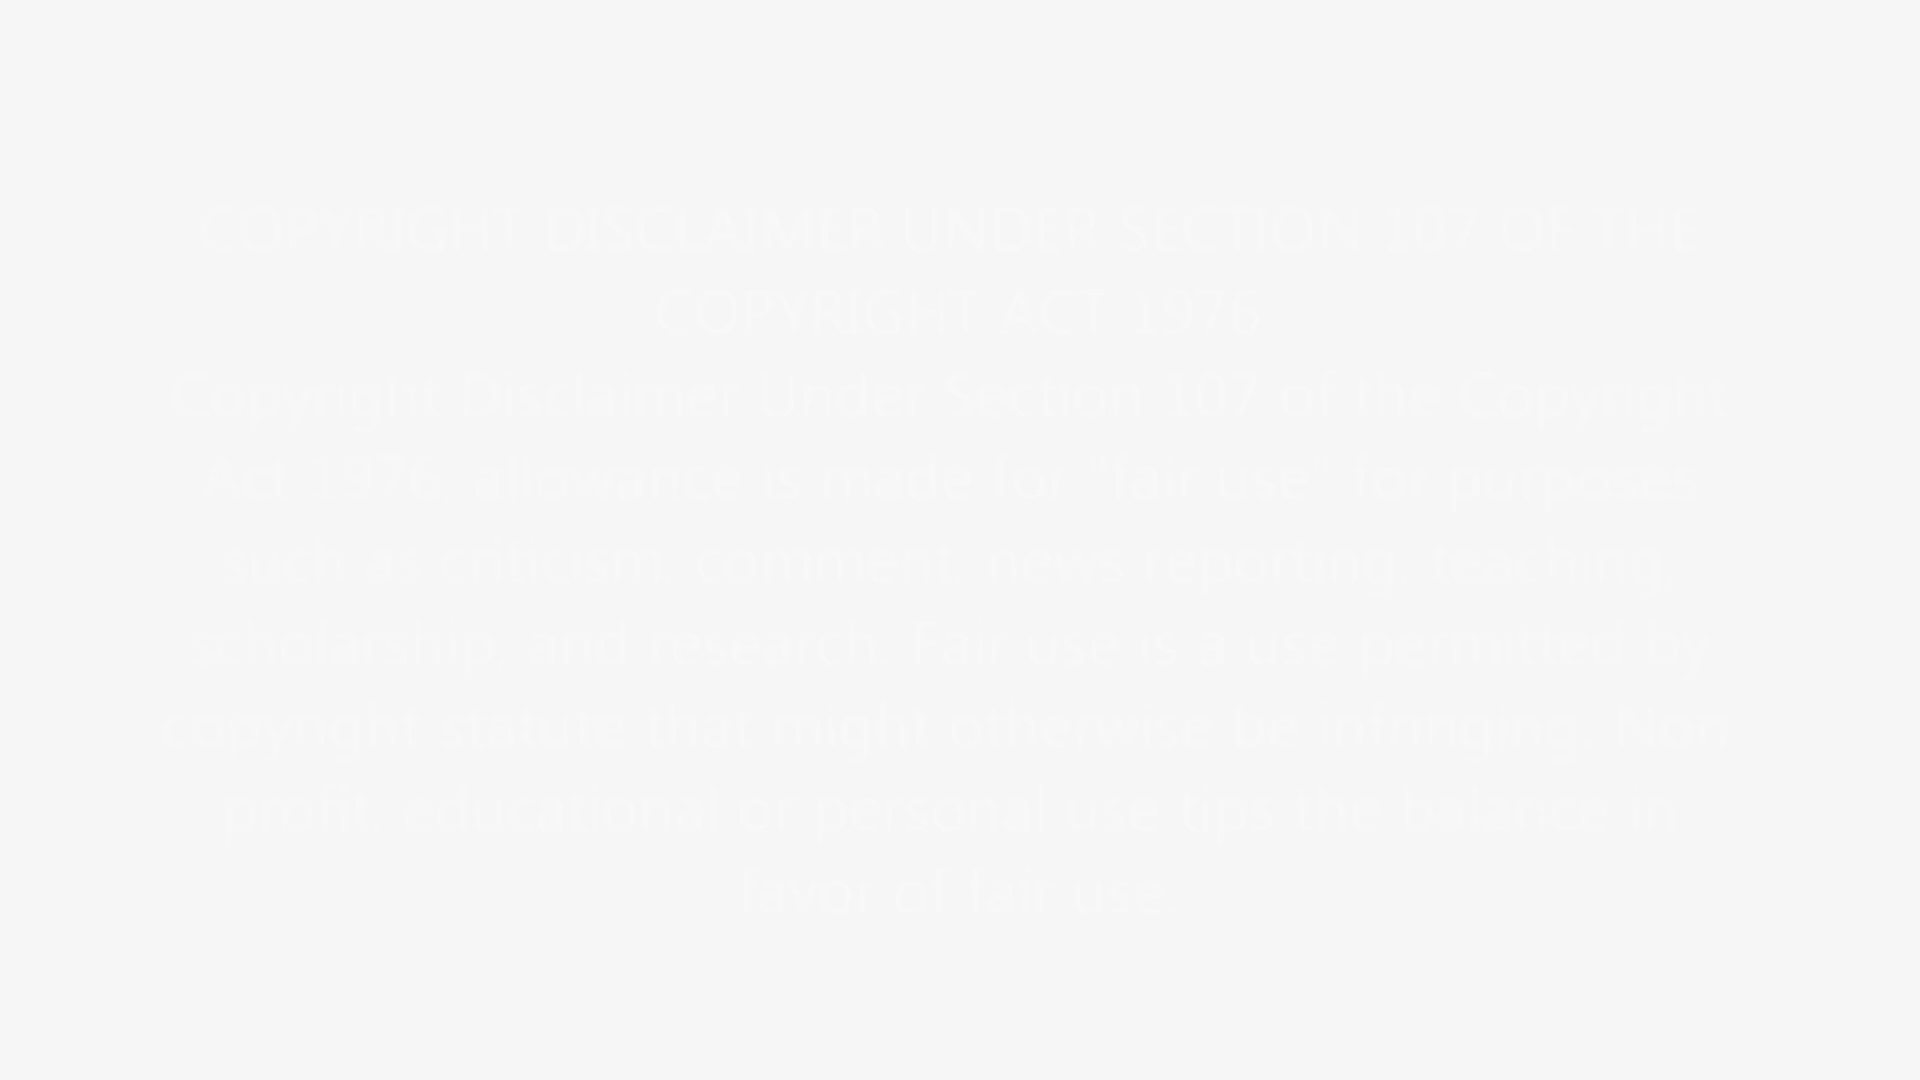 COPYRIGHT DISCLAIMER UNDER SECTION 107 OF THE
COPYRIGHT ACT 1976
Copyright Disclaimer Under Section 107 of the Copyright
Act 1976, allowance is made for "fair use" for purposes
such as criticism, comment, news reporting, teaching,
scholarship, and research. Fair use is a use permitted by
copyright statute that might otherwise be infringing. Non
profit, educational or personal use tips the balance in
favor of fair use.